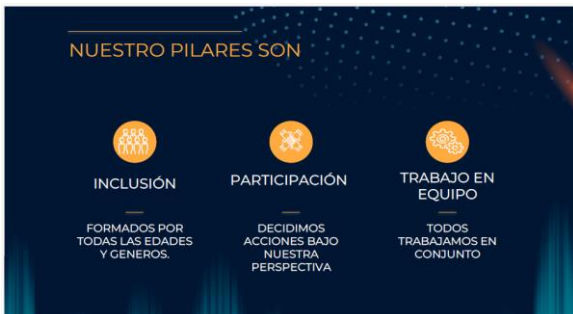 NUESTRO PILARES SON
INCLUSIÓN
FORMADOS POR
TODAS LAS EDADES
Y GENEROS.
PARTICIPACIÓN
DECIDIMOS
ACCIONES BAJO
NUESTRA
PERSPECTIVA
TRABAJO EN
EQUIPO
TODOS
TRABAJAMOS EN
CONJUNTO